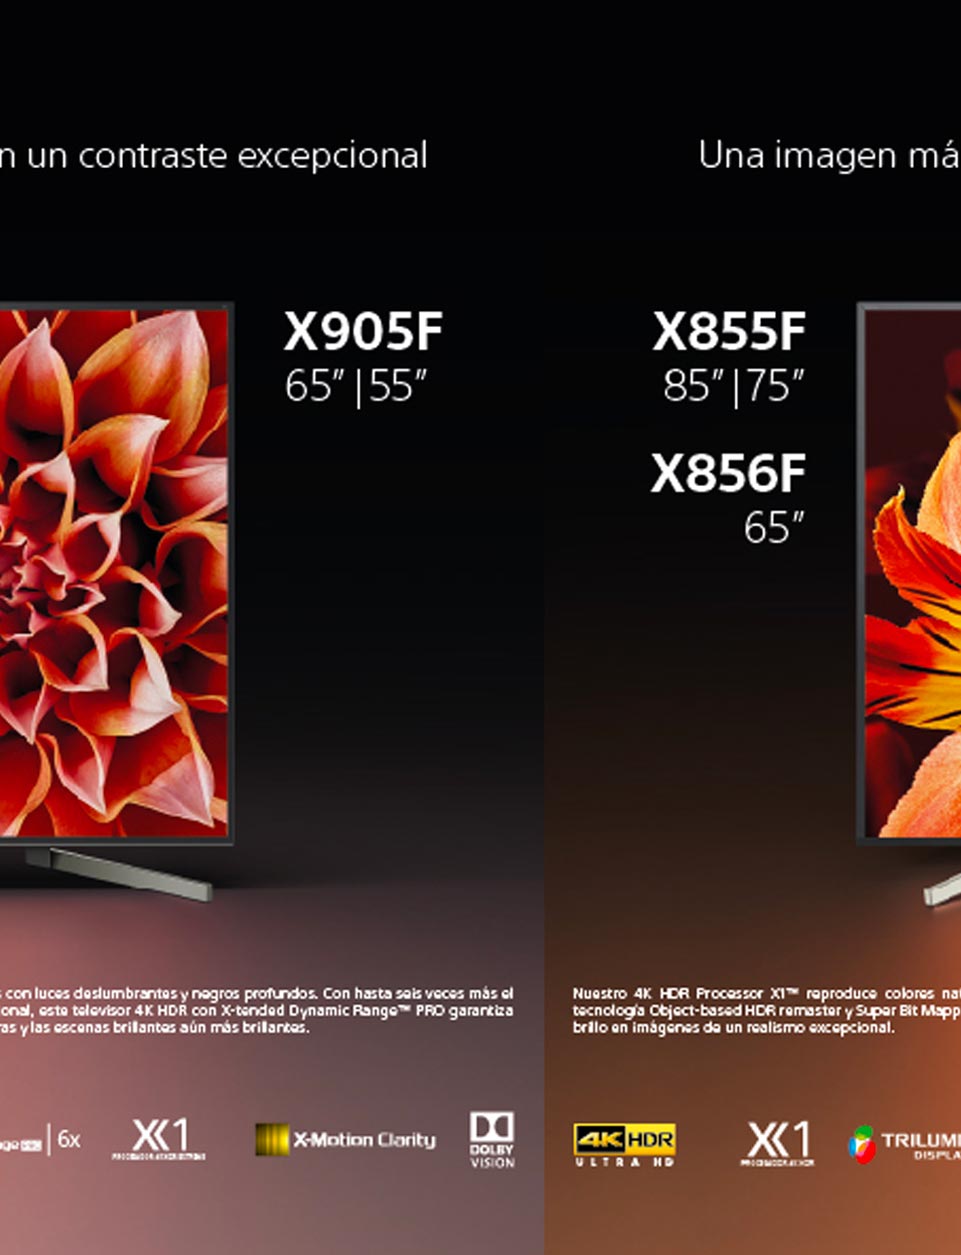 n un contraste excepcional
X905F
65″|55″
s con luces deslumbrantes y negros profundos. Con hasta seis veces más el
onal, este televisor 4K HDR con X-tended Dynamic Range™ PRO garantiza
ras y las escenas brillantes aún más brillantes.
nge PRO | 6x
X1
X-Motion Clarity
DOLBY
VISION
Una imagen má
X855F
85″|75″
X856F
65″
Nuestro 4K HDR Processor X1™ reproduce colores nat
tecnología Object-based HDR remaster y Super Bit Mapp
brillo en imágenes de un realismo excepcional.
4K HDR
ULTRA HD
X1
TRILUMI
DISPLA